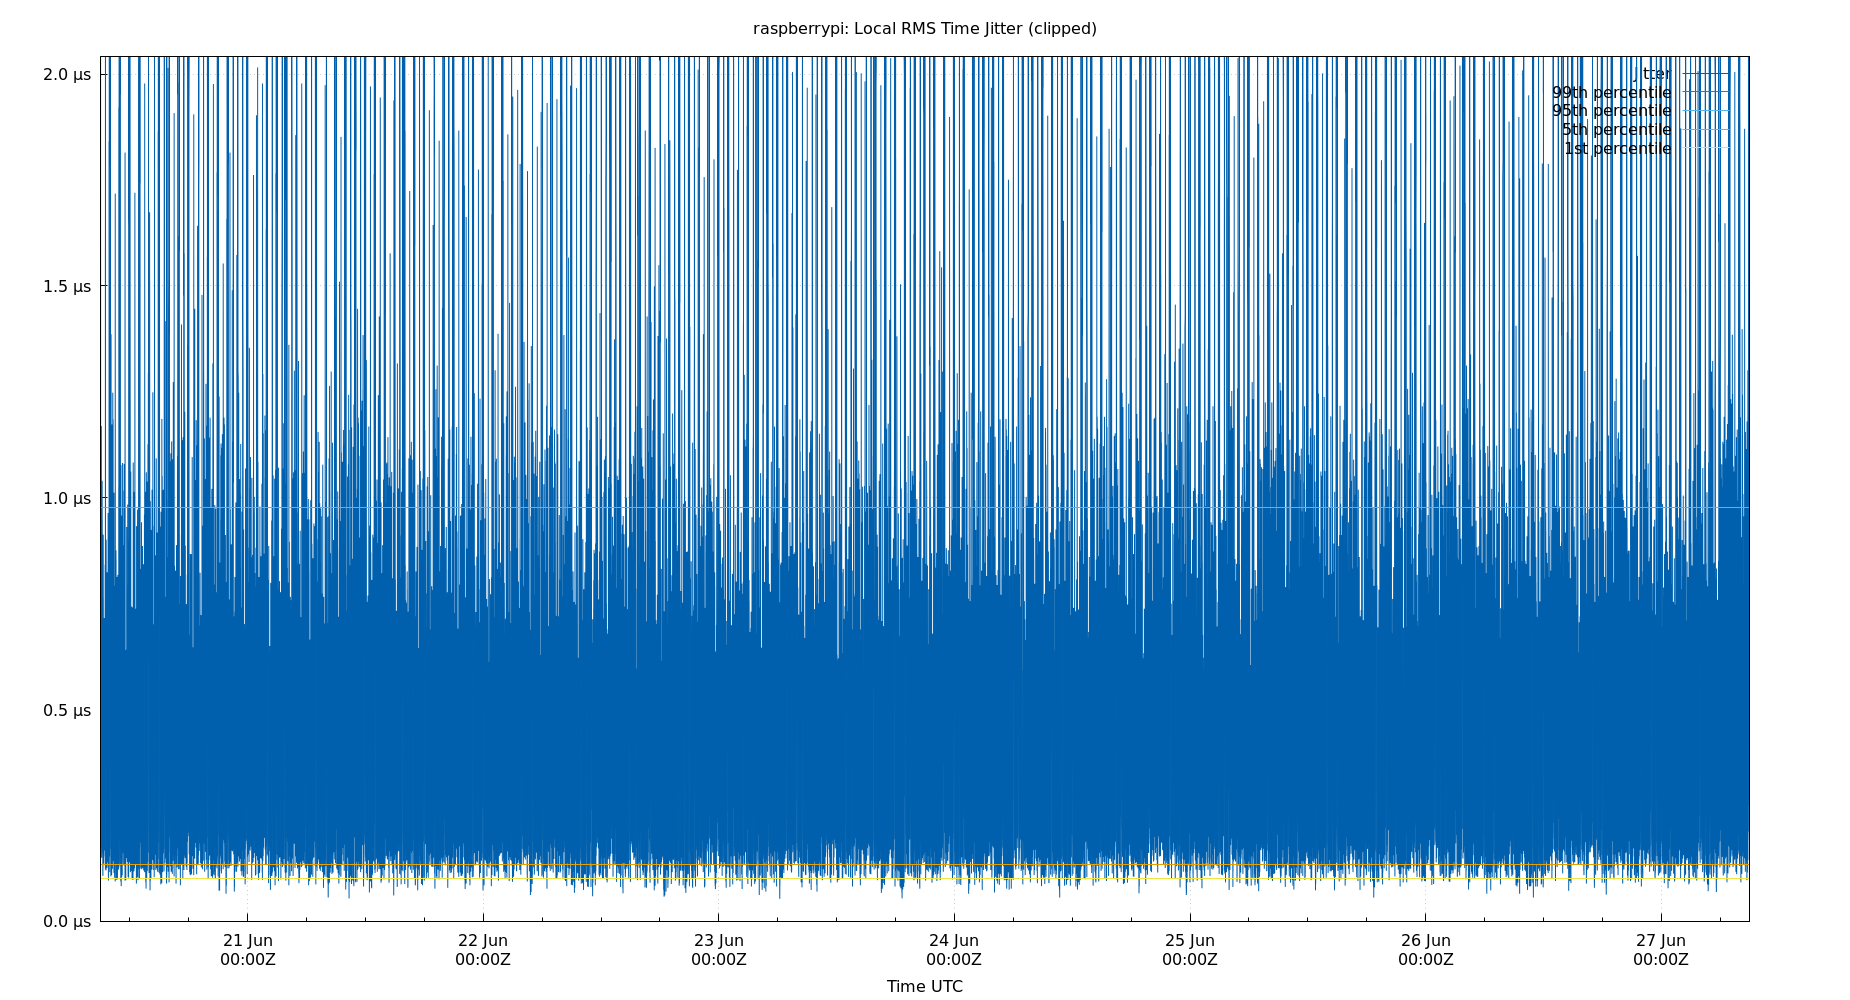 raspberrypi: Local RMS Time Jitter (clipped)
2.0 µs
jitter
99th percentile
95th percentile
5th percentile
1st percentile
1.5 µs
1.0 µs
0.5 µs
0.0 µs
21 Jun
00:00Z
22 Jun
00:00Z
23 Jun
00:00Z
24 Jun
00:00Z
25 Jun
00:00Z
26 Jun
00:00Z
27 Jun
00:00Z
Time UTC